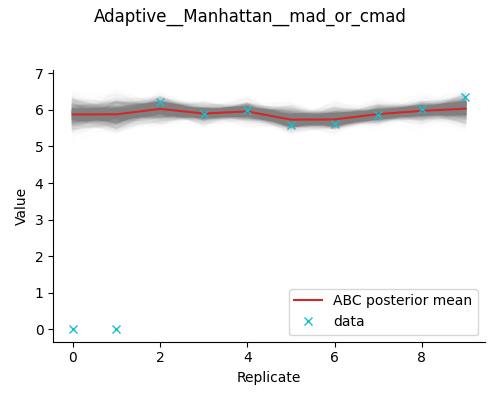 Adaptive__Manhattan__mad_or_cmad
7
6
5
4
3
2
1
0
Value
0 2 4 6 8
Replicate
ABC posterior mean
data